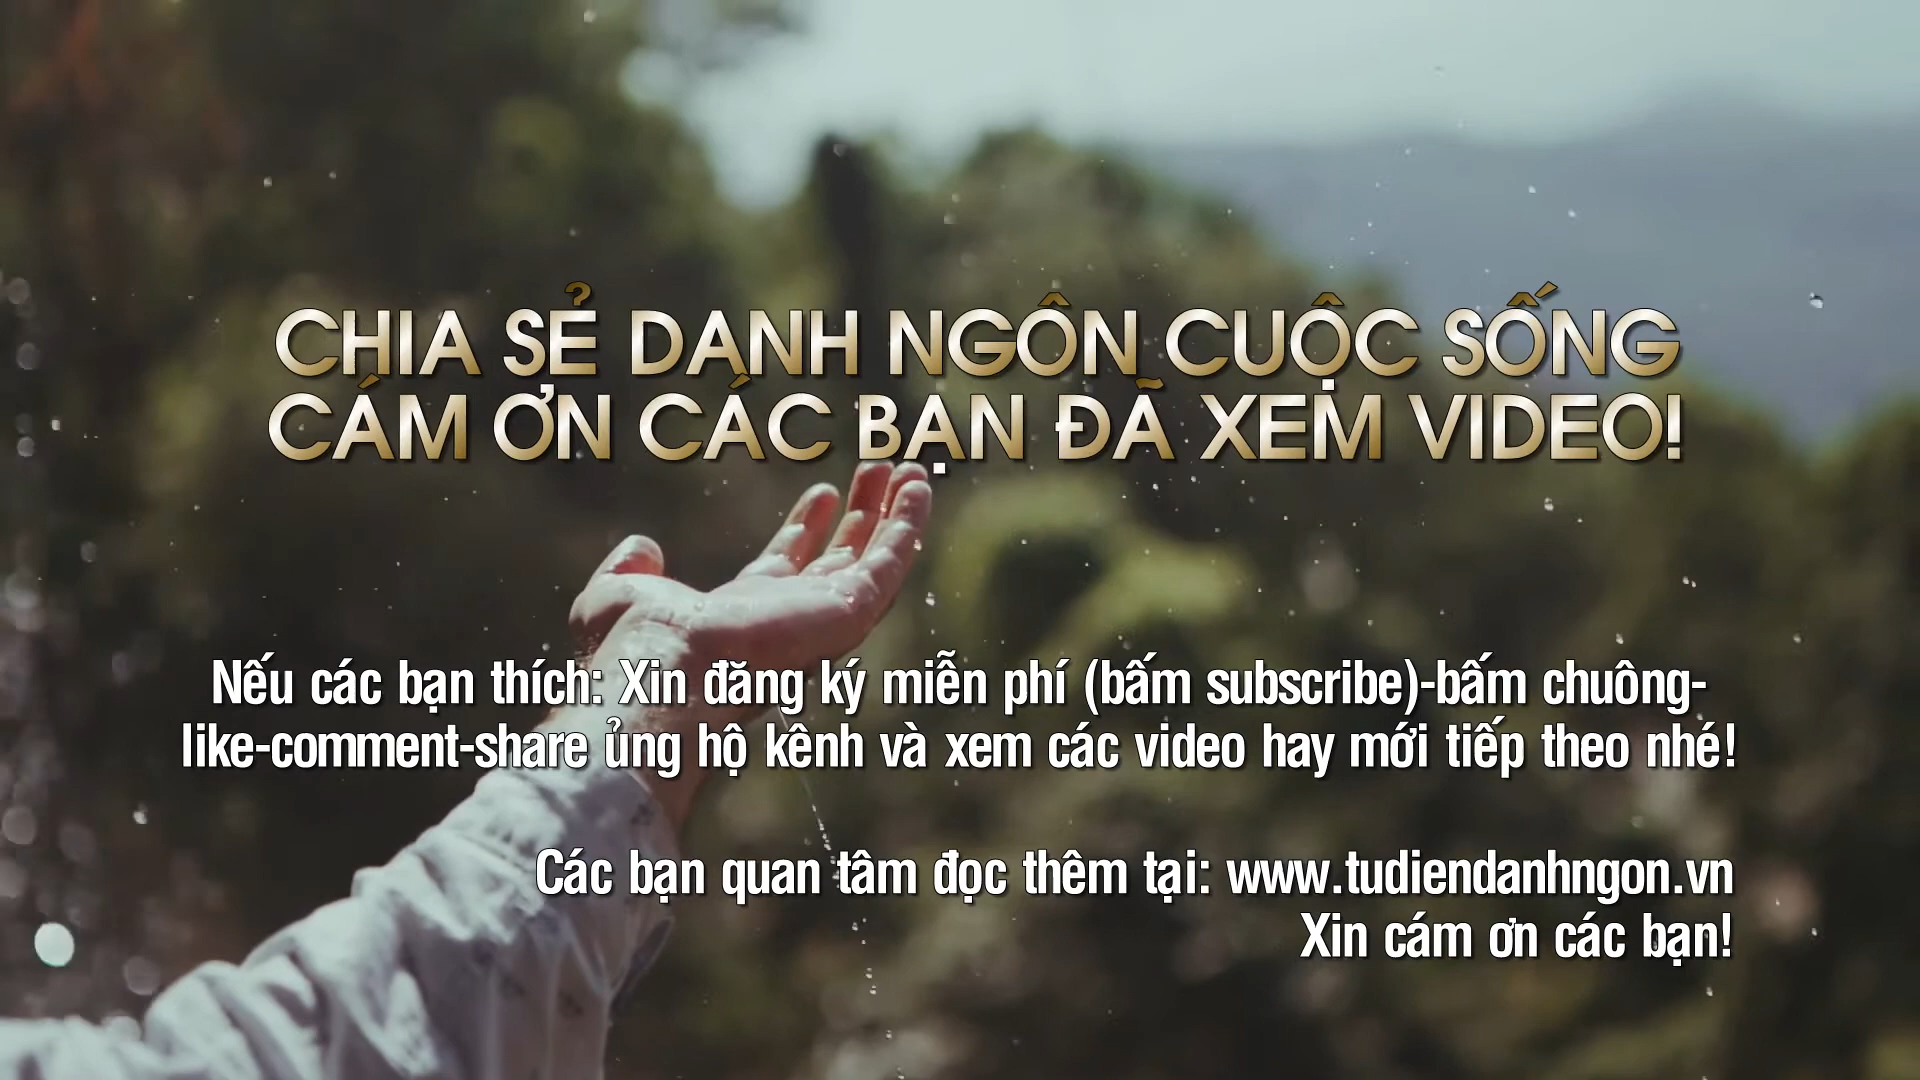 CHIA SẺ DANH NGÔN CUỘC SỐNG
CÁM ƠN CÁC BẠN ĐÃ XEM VIDEO!
Nếu các bạn thích: Xin đăng ký miễn phí (bấm subscribe)-bấm chuông-
like-comment-share ủng hộ kênh và xem các video hay mới tiếp theo nhé!
Các bạn quan tâm đọc thêm tại: www.tudiendanhngon.vn
Xin cám ơn các bạn!